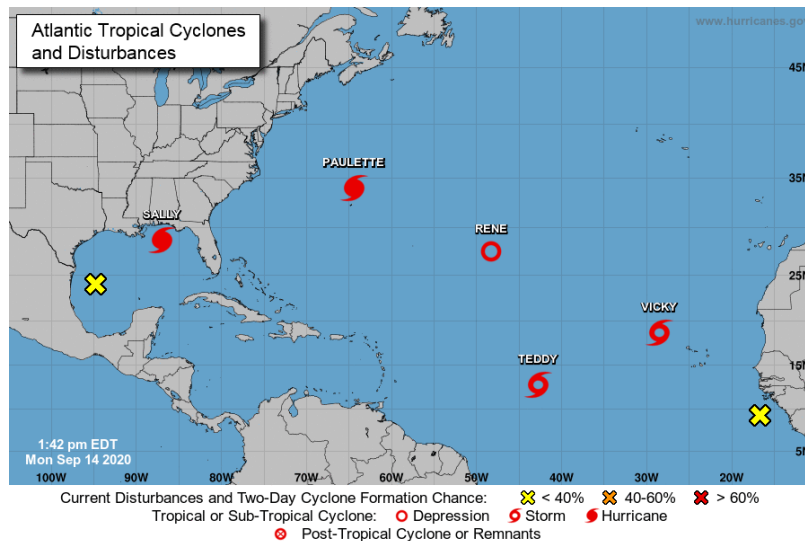 Atlantic Tropical Cyclones
and Disturbances
www.hurricanes.go
45N
PAULETTE
35N
SALLY
RENE
25N
VICKY
TEDDY
15N
1:42 pm EDT
Mon Sep 14 2020
5N
100W 90W 80W 70W 60W 50W 40W 30W 20W
Current Disturbances and Two-Day Cyclone Formation Chance: < 40% 40-60% > 60%
Tropical or Sub-Tropical Cyclone: Depression Storm Hurricane
Post-Tropical Cyclone or Remnants